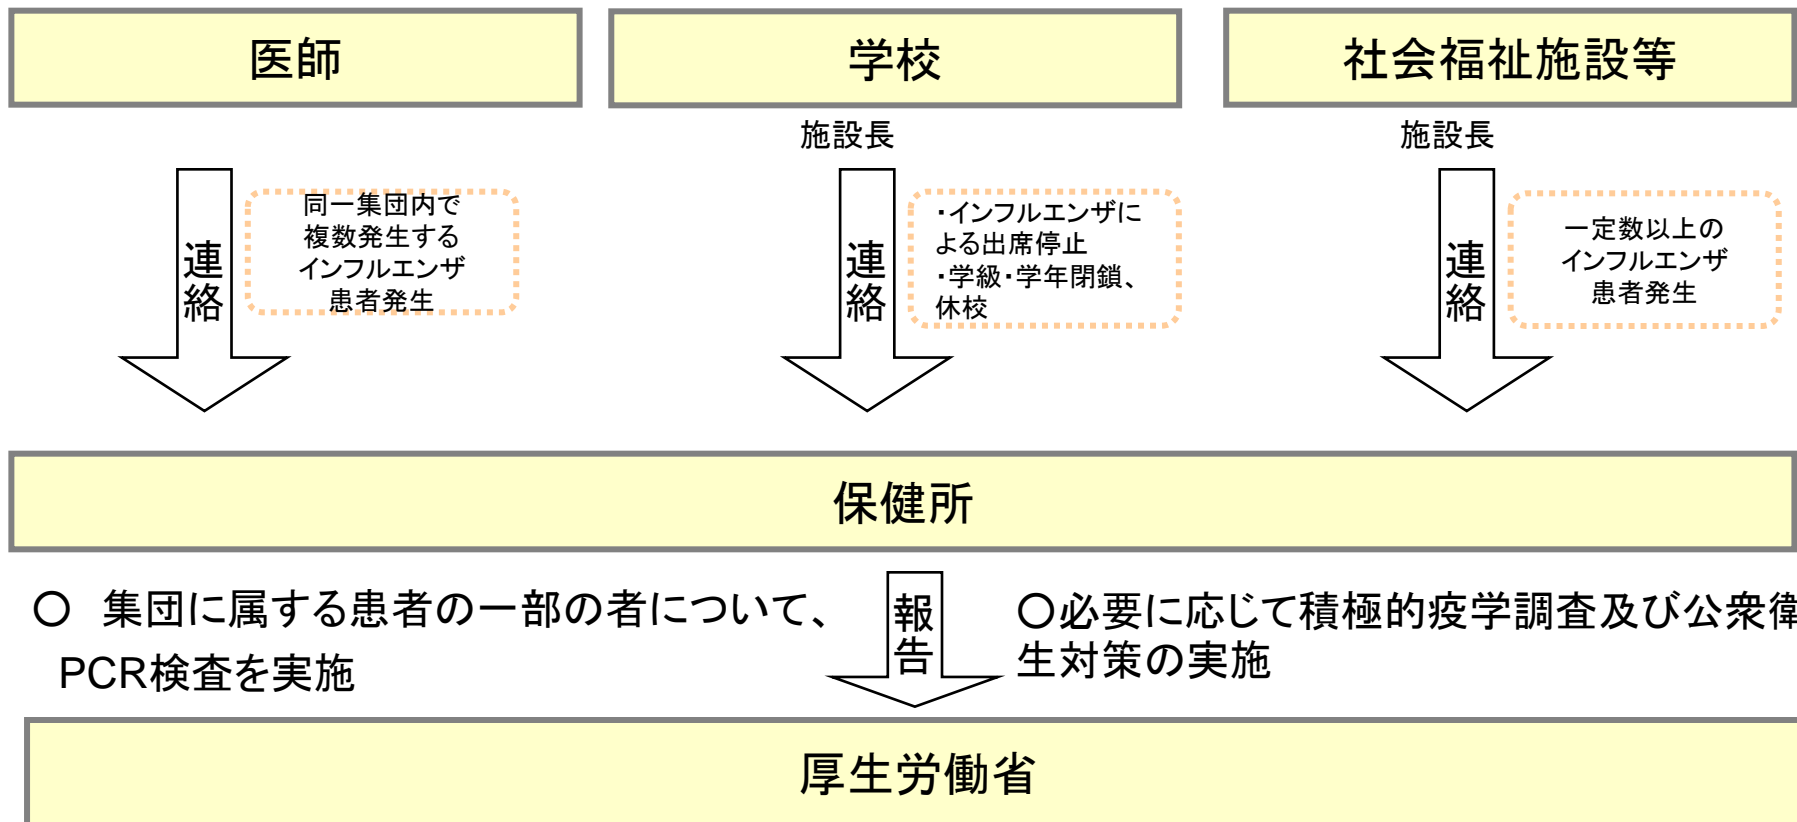 医師
学校
社会福祉施設等
施設長
施設長
連絡
同一集団内で
複数発生する
インフルエンザ
患者発生
連絡
・インフルエンザに
よる出席停止
・学級・学年閉鎖、
休校
連絡
一定数以上の
インフルエンザ
患者発生
保健所
○　集団に属する患者の一部の者について、
PCR検査を実施
報告
○必要に応じて積極的疫学調査及び公衆衛
生対策の実施
厚生労働省